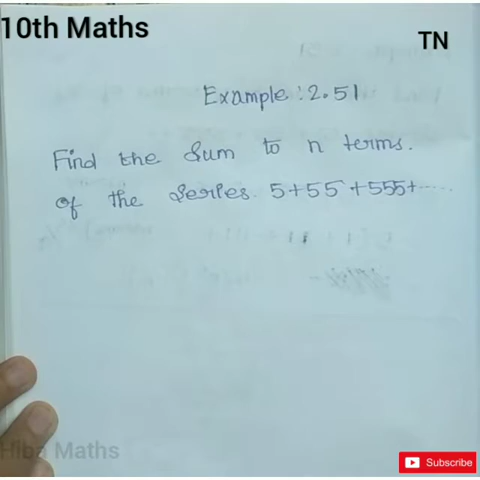 10th Maths
TN
Example : 2.51
Find the Sum to n terms.
of the series 5+55+555+......
Hiba Maths
Subscribe